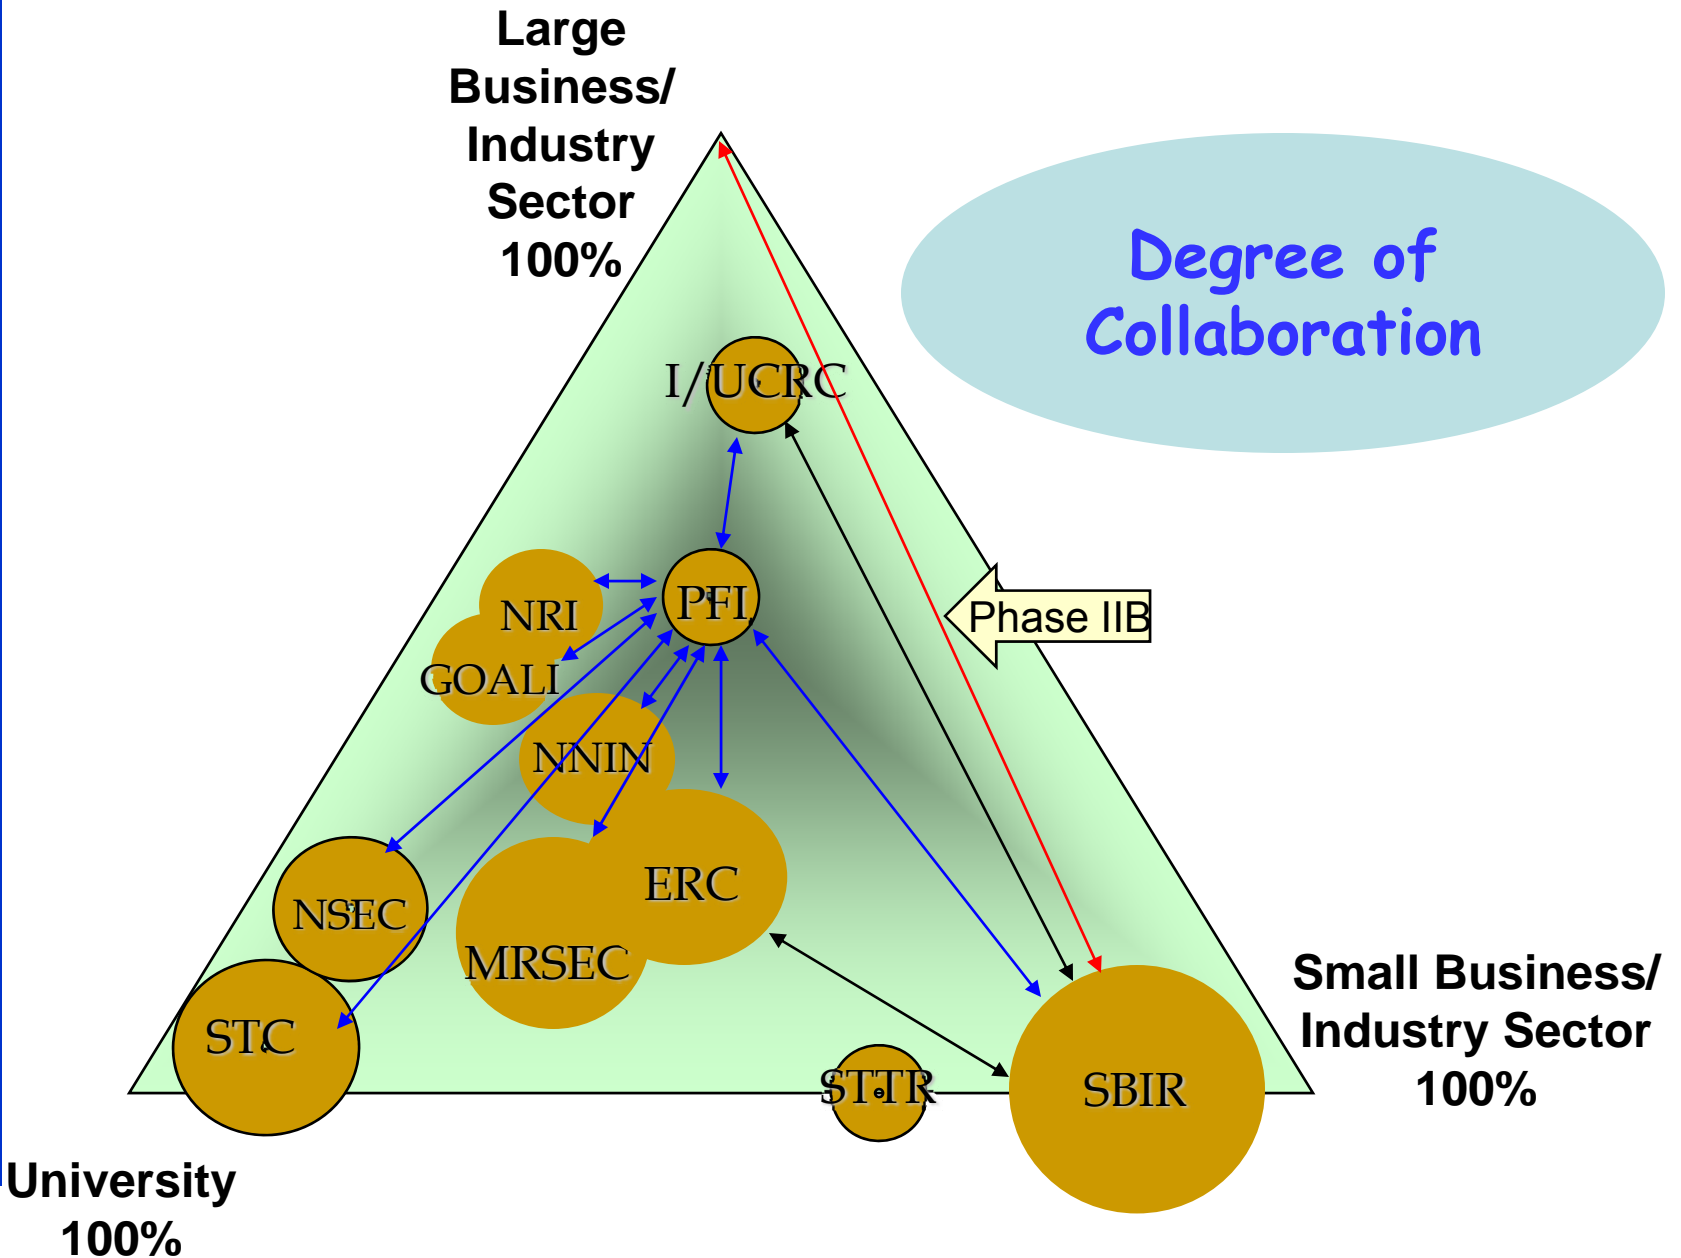 Large
Business/
Industry
Sector
100%
Degree of
Collaboration
I/UCRC
NRI
PFI
Phase IIB
GOALI
NNIN
ERC
NSEC
MRSEC
STC
STTR
SBIR
Small Business/
Industry Sector
100%
University
100%